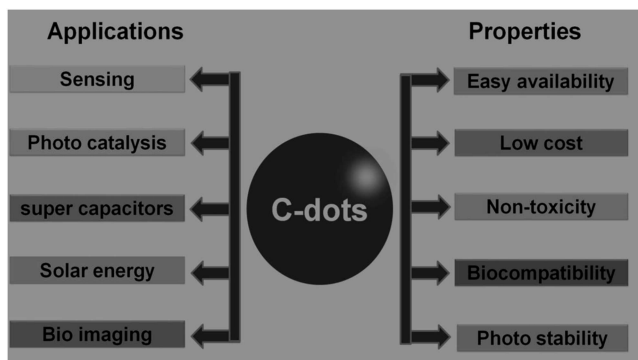 Applications
Sensing
Photo catalysis
super capacitors
Solar energy
Bio imaging
C-dots
Properties
Easy availability
Low cost
Non-toxicity
Biocompatibility
Photo stability